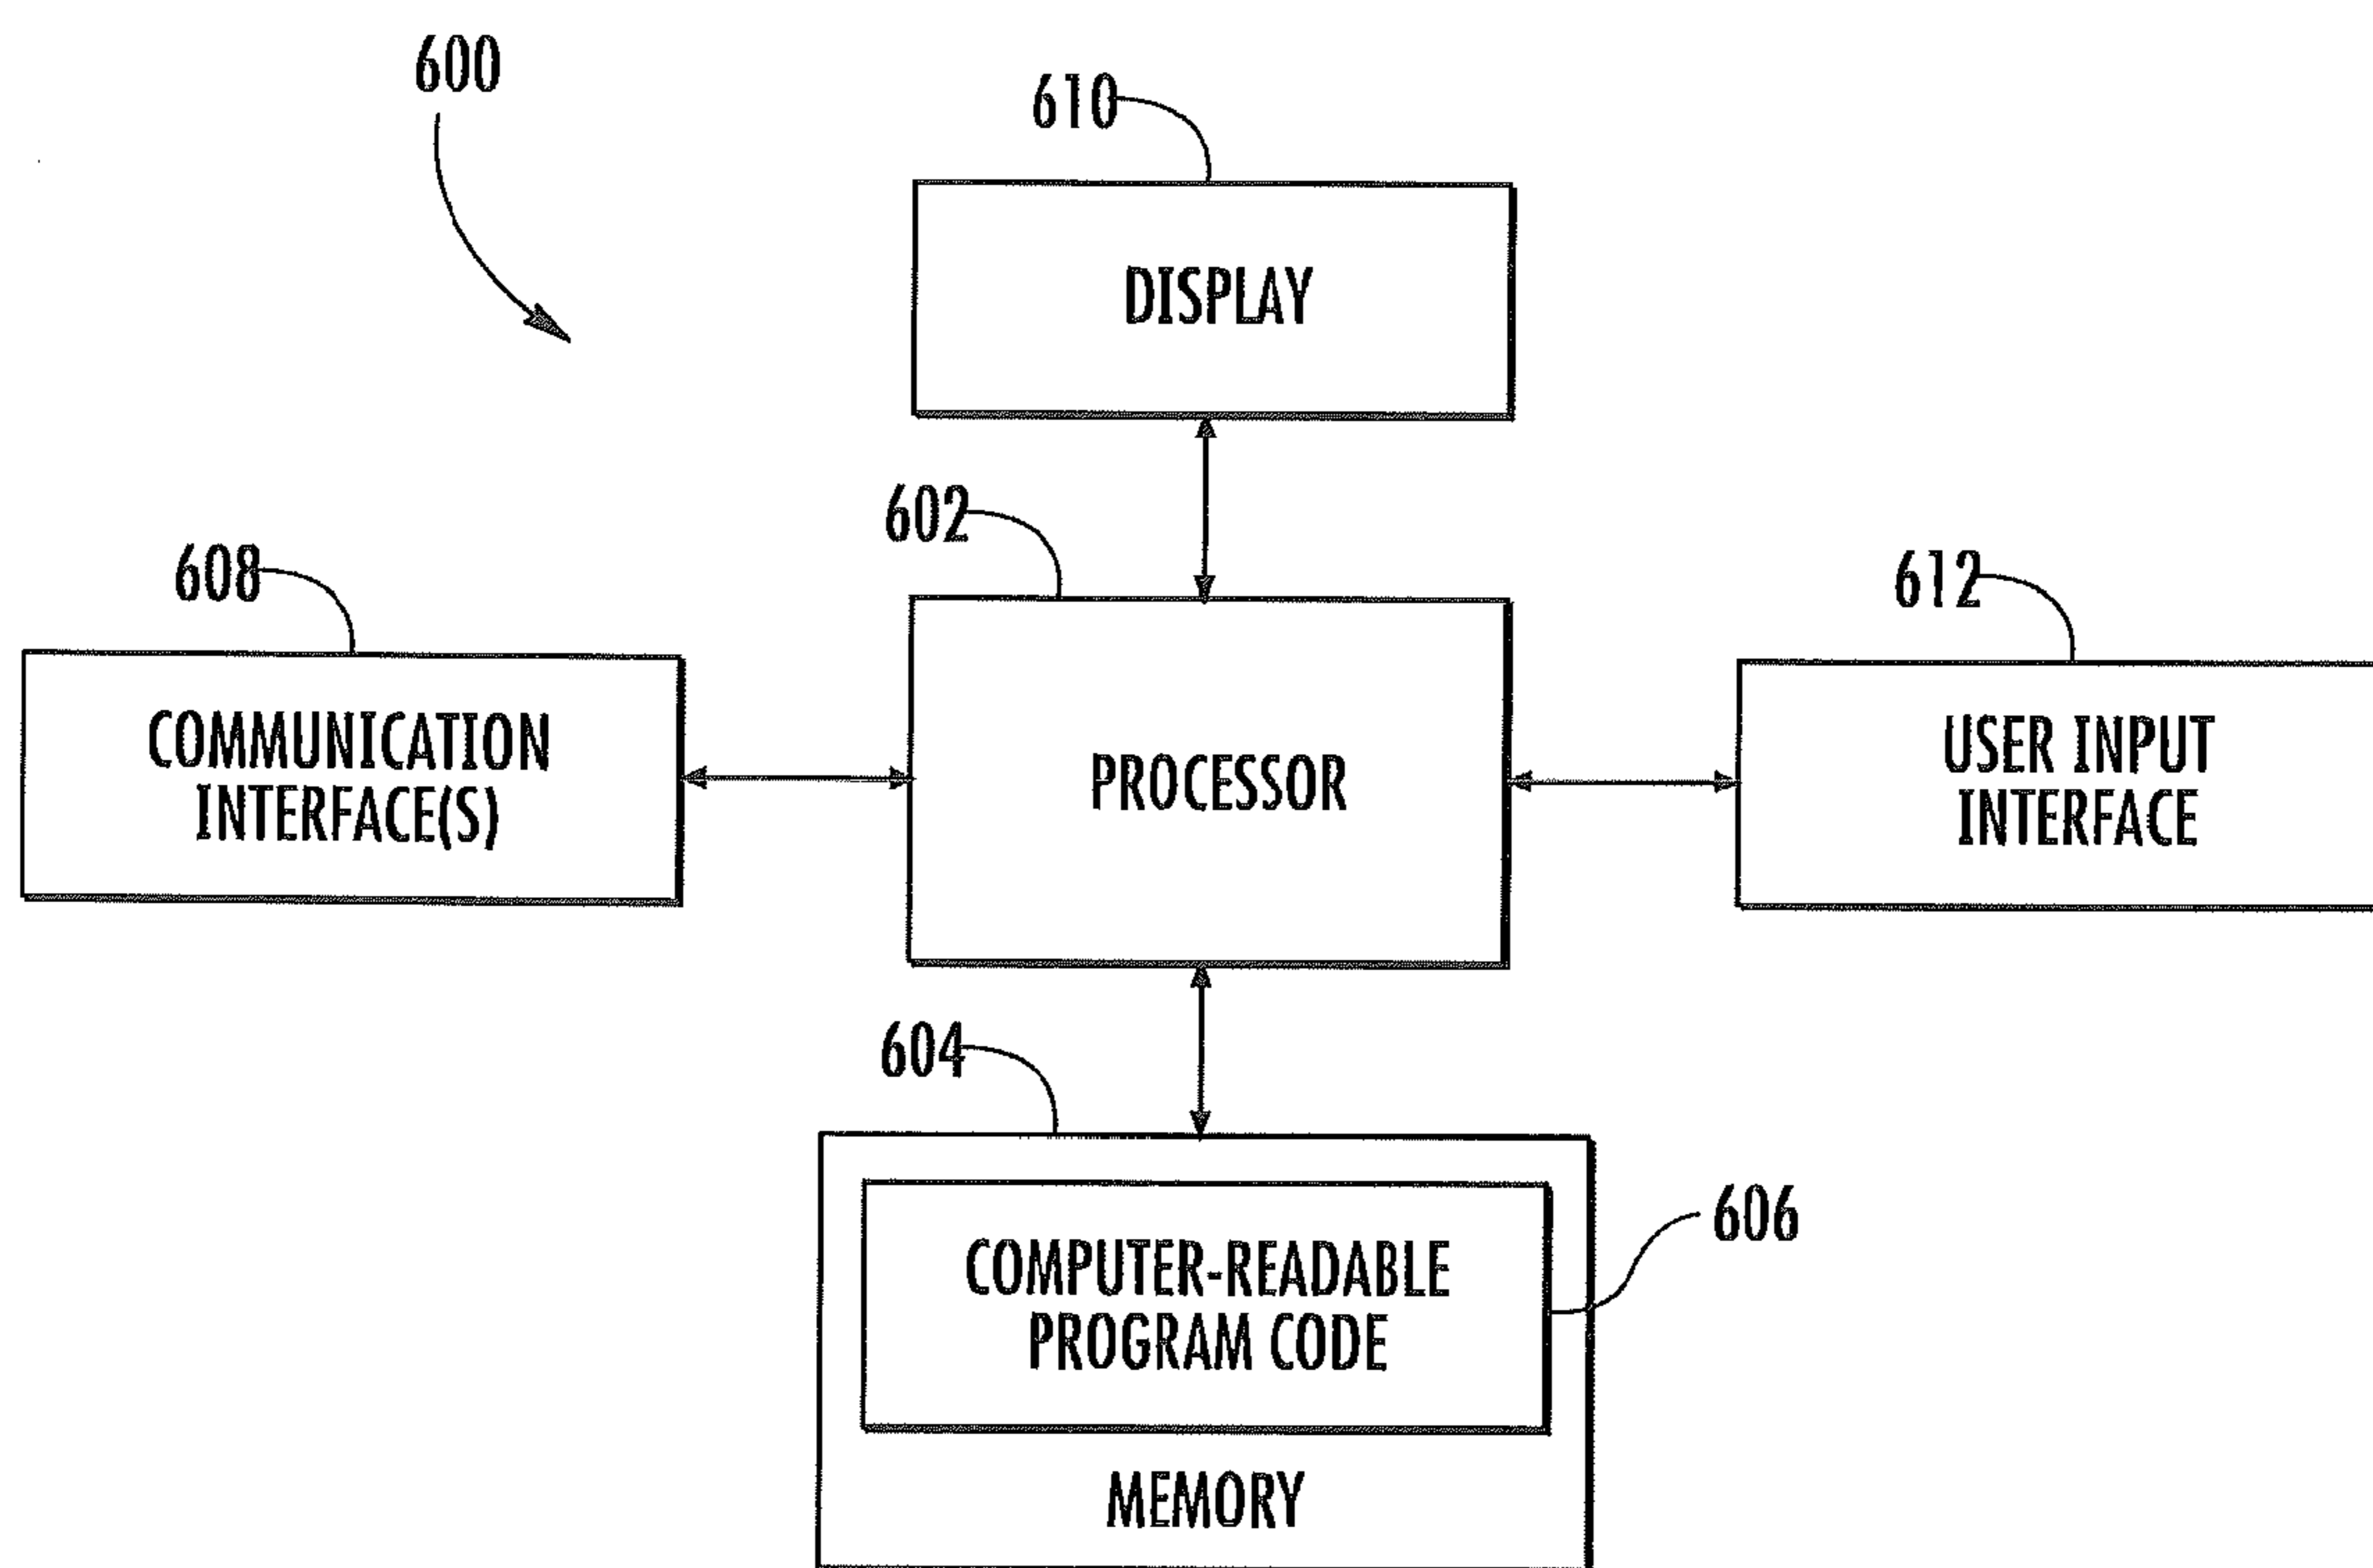 600
610
DISPLAY
602
608
612
COMMUNICATION
INTERFACE(S)
PROCESSOR
USER INPUT
INTERFACE
604
606
COMPUTER-READABLE
PROGRAM CODE
MEMORY